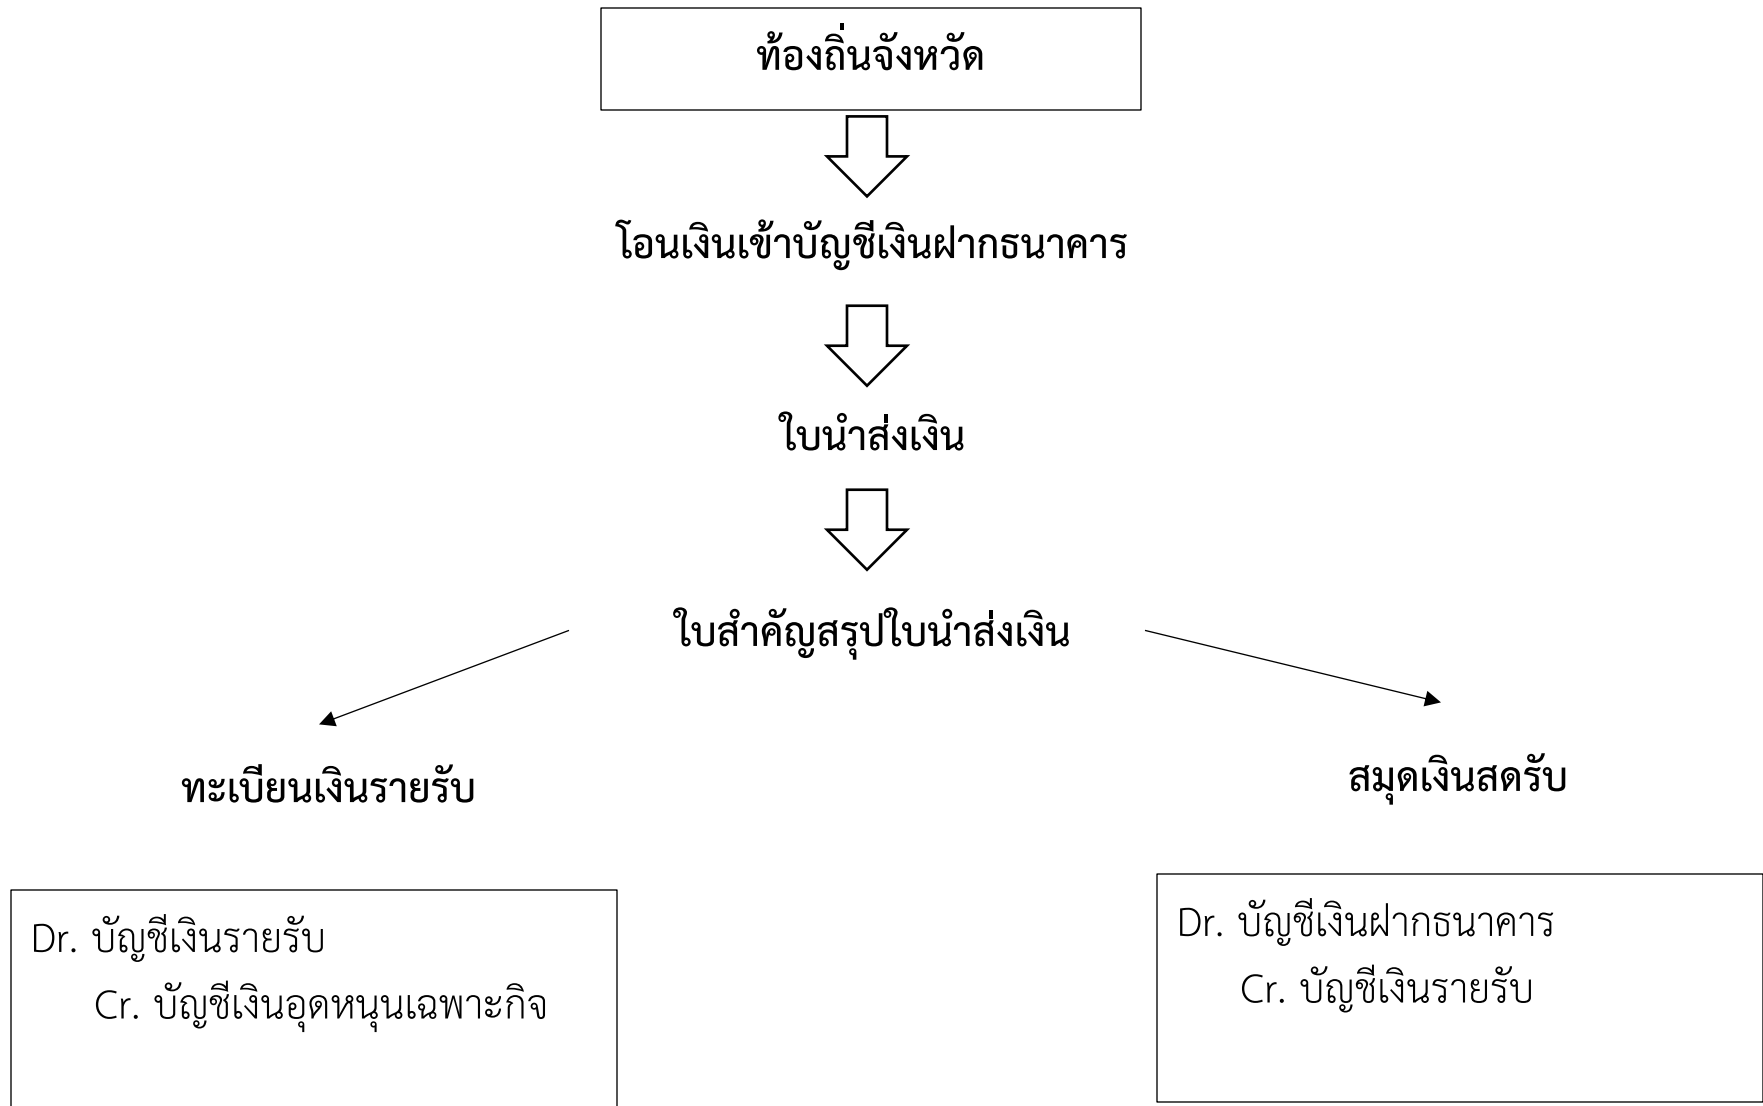 ท้องถิ่นจังหวัด
โอนเงินเข้าบัญชีเงินฝากธนาคาร
ใบนำส่งเงิน
ใบสำคัญสรุปใบนำส่งเงิน
ทะเบียนเงินรายรับ
สมุดเงินสดรับ
Dr. บัญชีเงินรายรับ
Cr. บัญชีเงินอุดหนุนเฉพาะกิจ
Dr. บัญชีเงินฝากธนาคาร
Cr. บัญชีเงินรายรับ